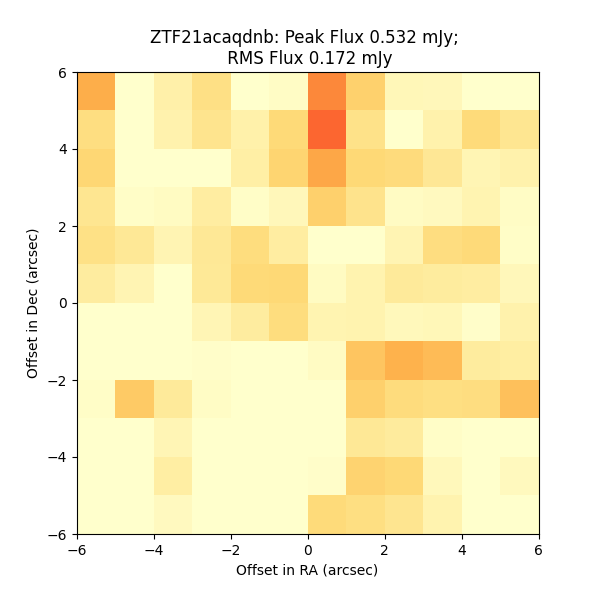 ZTF21acaqdnb: Peak Flux 0.532 mJy;
RMS Flux 0.172 mJy
6
4
2
0
−2
−4
−6
Offset in Dec (arcsec)
−6 −4 −2 0 2 4 6
Offset in RA (arcsec)